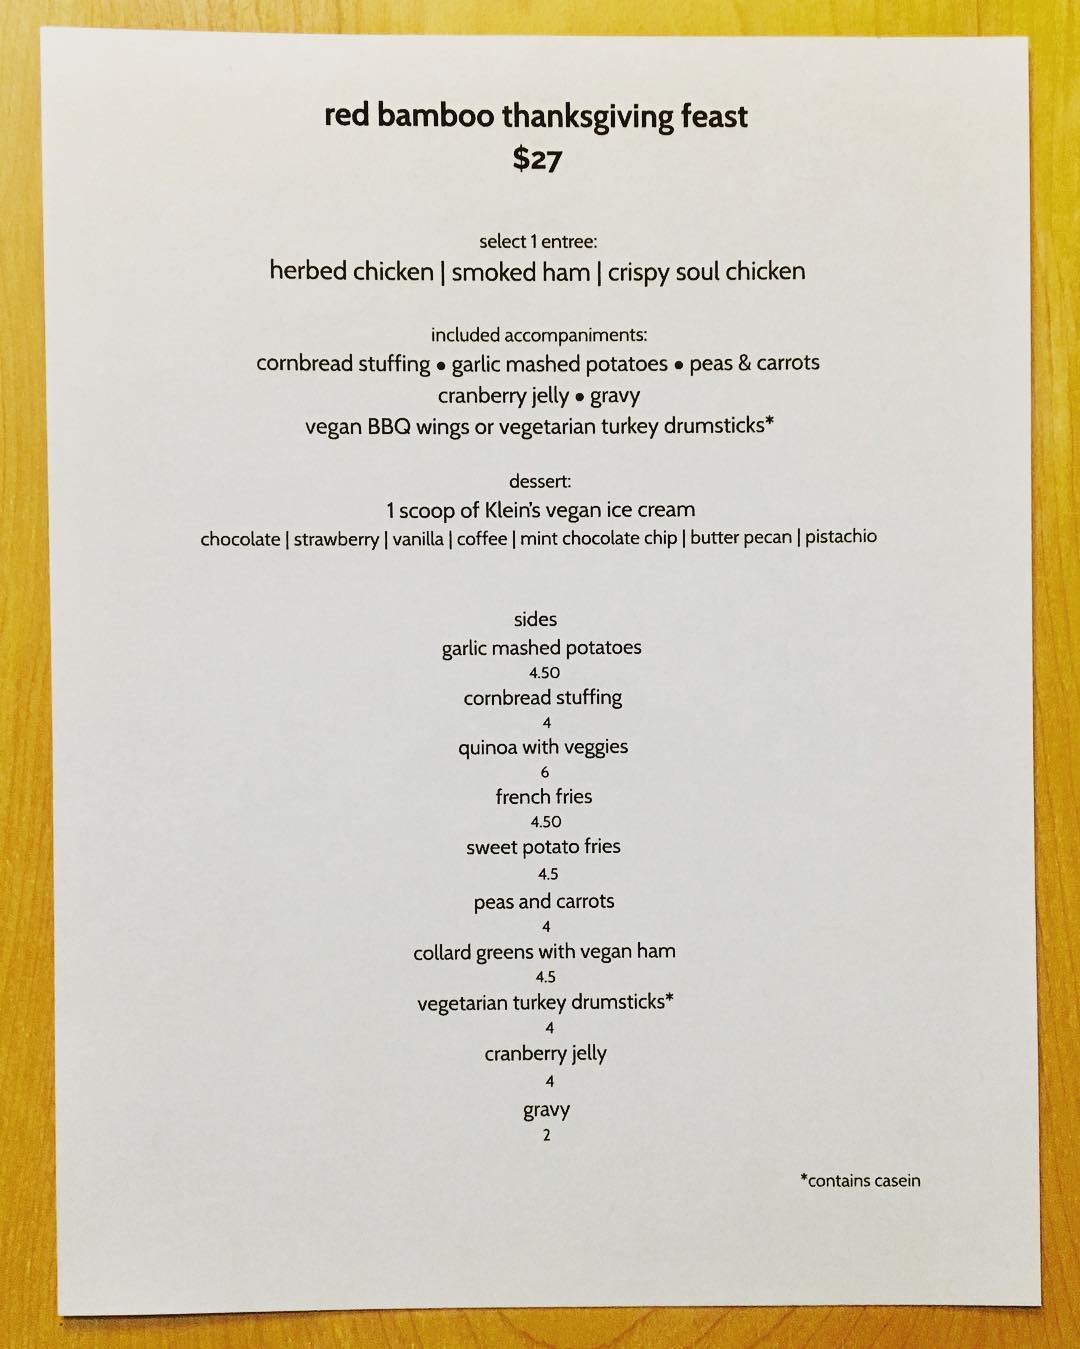 red bamboo thanksgiving feast
$27
select 1 entree:
herbed chicken | smoked ham | crispy soul chicken
included accompaniments:
cornbread stuffing • garlic mashed potatoes • peas & carrots
cranberry jelly • gravy
vegan BBQ wings or vegetarian turkey drumsticks*
dessert:
1 scoop of Klein's vegan ice cream
chocolate | strawberry | vanilla | coffee | mint chocolate chip | butter pecan | pistachio
sides
garlic mashed potatoes
4.50
cornbread stuffing
4
quinoa with veggies
6
french fries
4.50
sweet potato fries
4.5
peas and carrots
4
collard greens with vegan ham
4.5
vegetarian turkey drumsticks*
4
cranberry jelly
4
gravy
2
*contains casein